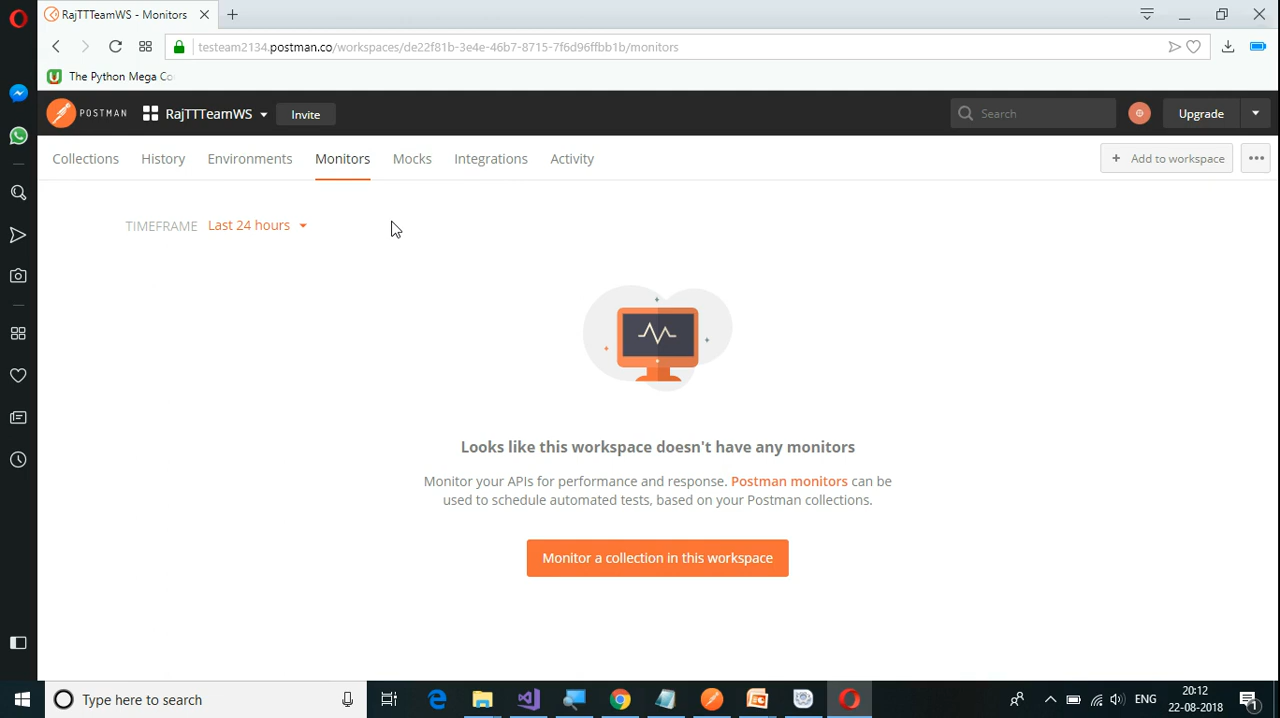 RajTTTeamWS - Monitors
testeam2134.postman.co/workspaces/de22f81b-3e4e-46b7-8715-7f6d96ffbb1b/monitors
The Python Mega Co
POSTMAN
RajTTTeamWS
Invite
Search
Upgrade
Collections
History
Environments
Monitors
Mocks
Integrations
Activity
+ Add to workspace
TIMEFRAME Last 24 hours
Looks like this workspace doesn't have any monitors
Monitor your APIs for performance and response. Postman monitors can be
used to schedule automated tests, based on your Postman collections.
Monitor a collection in this workspace
Type here to search
ENG
20:12
22-08-2018
1